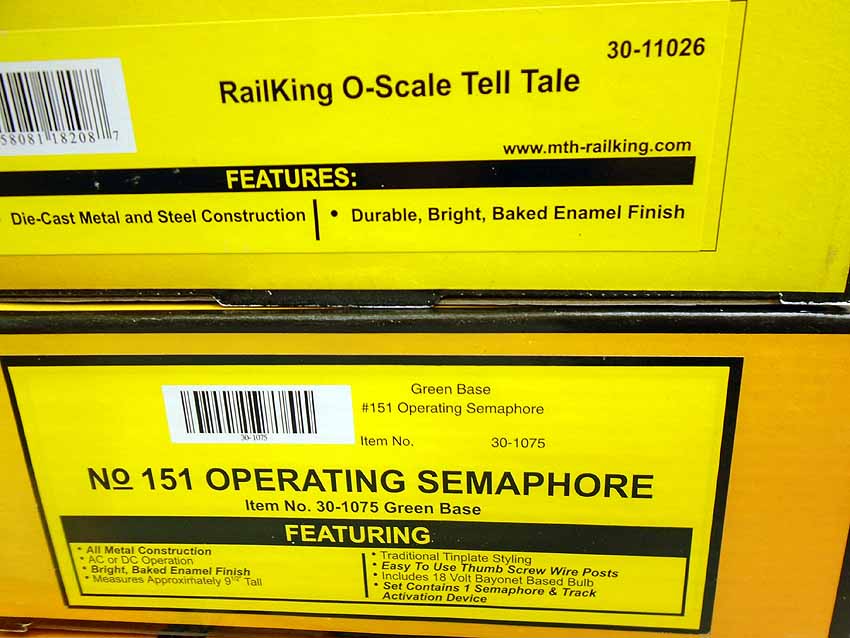 30-11026
RailKing O-Scale Tell Tale
58081 18208 7
www.mth-railking.com
FEATURES:
Die-Cast Metal and Steel Construction
• Durable, Bright, Baked Enamel Finish
Green Base
#151 Operating Semaphore
30-1075
Item No. 30-1075
No 151 OPERATING SEMAPHORE
Item No. 30-1075 Green Base
FEATURING
• All Metal Construction
• AC or DC Operation
• Bright, Baked Enamel Finish
• Measures Approximately 9 1/2" Tall
• Traditional Tinplate Styling
• Easy To Use Thumb Screw Wire Posts
• Includes 18 Volt Bayonet Based Bulb
• Set Contains 1 Semaphore & Track
Activation Device